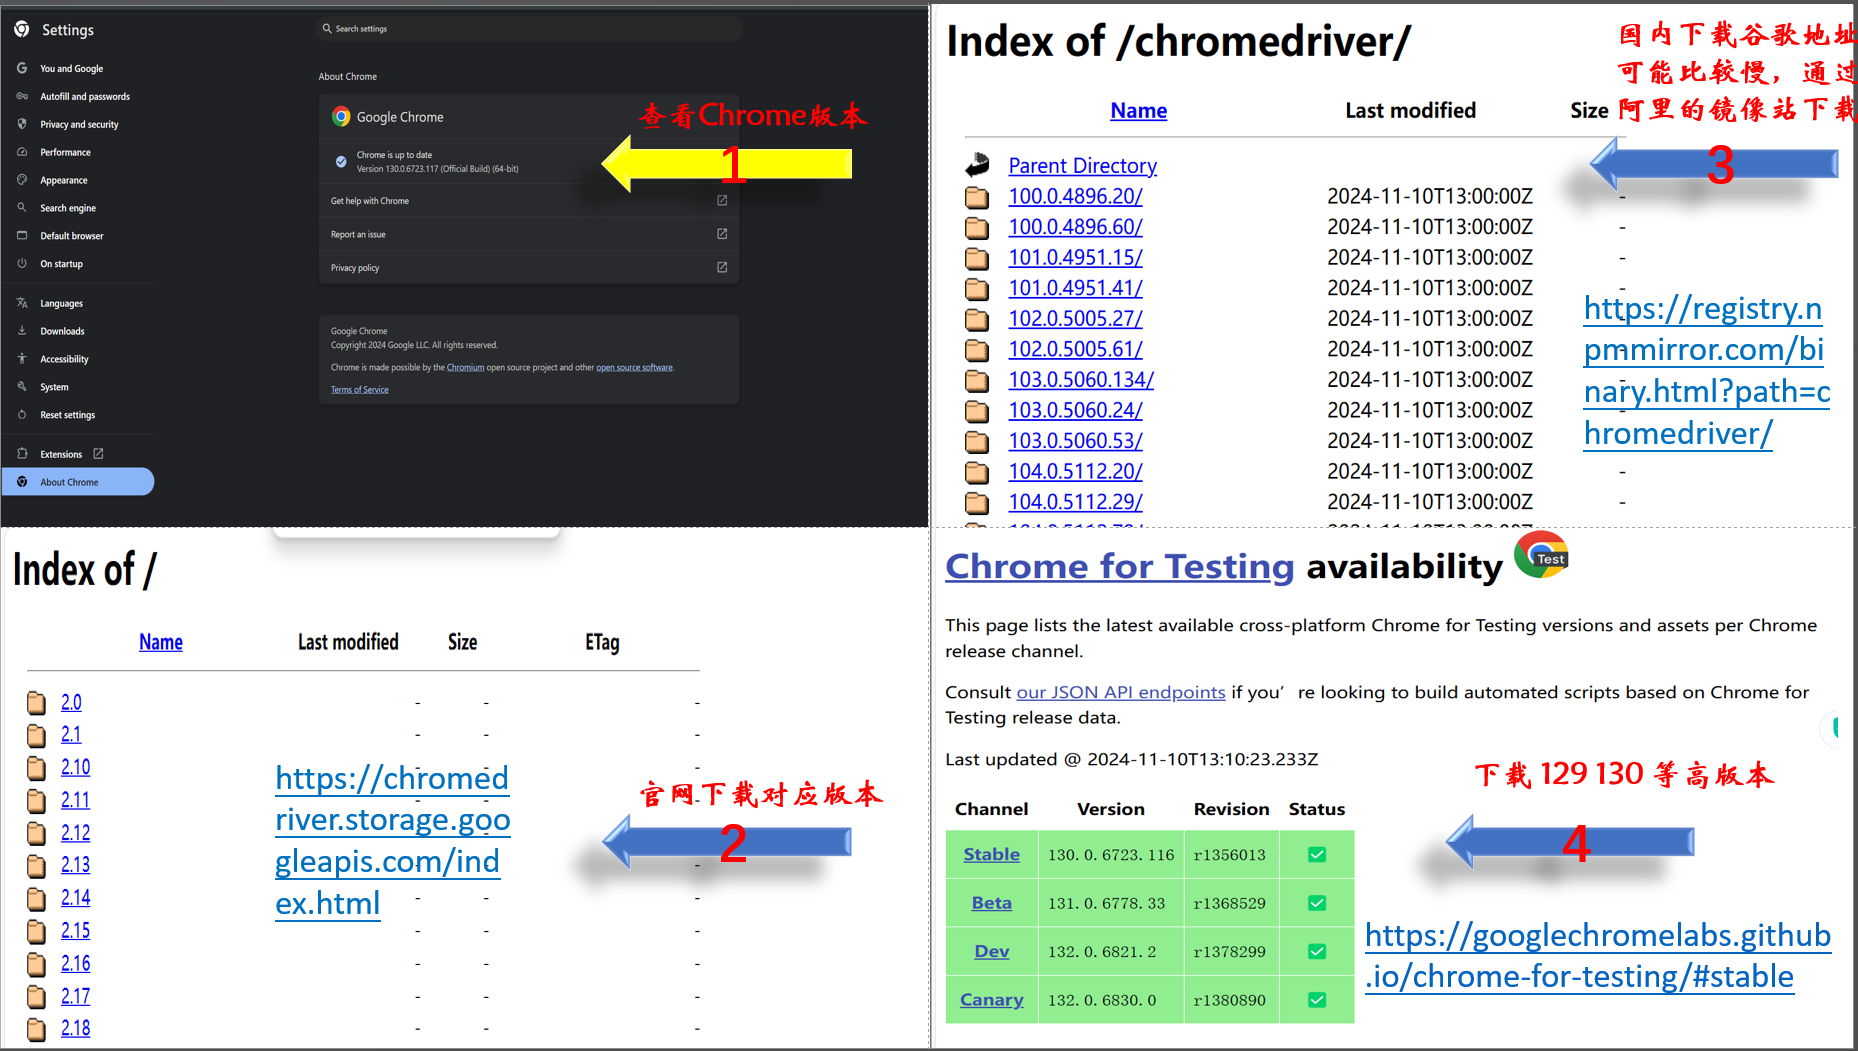 Settings
Search settings
You and Google
Autofill and passwords
Privacy and security
Performance
Appearance
Search engine
Default browser
On startup
Languages
Downloads
Accessibility
System
Reset settings
Extensions
About Chrome
About Chrome
Google Chrome
Chrome is up to date
Version 130.0.6723.117 (Official Build) (64-bit)
Get help with Chrome
Report an issue
Privacy policy
Google Chrome
Copyright 2024 Google LLC. All rights reserved.
Chrome is made possible by the Chromium open source project and other open source software.
Terms of Service
查看Chrome版本
1
Index of /chromedriver/
国内下载谷歌地址
可能比较慢，通过
阿里的镜像站下载
3
Name Last modified Size
Parent Directory
100.0.4896.20/ 2024-11-10T13:00:00Z -
100.0.4896.60/ 2024-11-10T13:00:00Z -
101.0.4951.15/ 2024-11-10T13:00:00Z -
101.0.4951.41/ 2024-11-10T13:00:00Z -
102.0.5005.27/ 2024-11-10T13:00:00Z -
102.0.5005.61/ 2024-11-10T13:00:00Z -
103.0.5060.134/ 2024-11-10T13:00:00Z
103.0.5060.24/ 2024-11-10T13:00:00Z -
103.0.5060.53/ 2024-11-10T13:00:00Z
104.0.5112.20/ 2024-11-10T13:00:00Z -
104.0.5112.29/ 2024-11-10T13:00:00Z -
https://registry.n
pmmirror.com/bi
nary.html?path=c
hromedriver/
Index of /
Name Last modified Size ETag
2.0 - - -
2.1 - - -
2.10 - - -
2.11 - - -
2.12 - - -
2.13 - - -
2.14 - - -
2.15 - - -
2.16 - - -
2.17 - - -
2.18 - - -
https://chromed
river.storage.goo
gleapis.com/ind
ex.html
官网下载对应版本
2
Chrome for Testing availability
Test
This page lists the latest available cross-platform Chrome for Testing versions and assets per Chrome
release channel.
Consult our JSON API endpoints if you’re looking to build automated scripts based on Chrome for
Testing release data.
Last updated @ 2024-11-10T13:10:23.233Z
下载 129 130 等高版本
4
Channel Version Revision Status
Stable 130.0.6723.116 r1356013
Beta 131.0.6778.33 r1368529
Dev 132.0.6821.2 r1378299
Canary 132.0.6830.0 r1380890
https://googlechromelabs.github
.io/chrome-for-testing/#stable